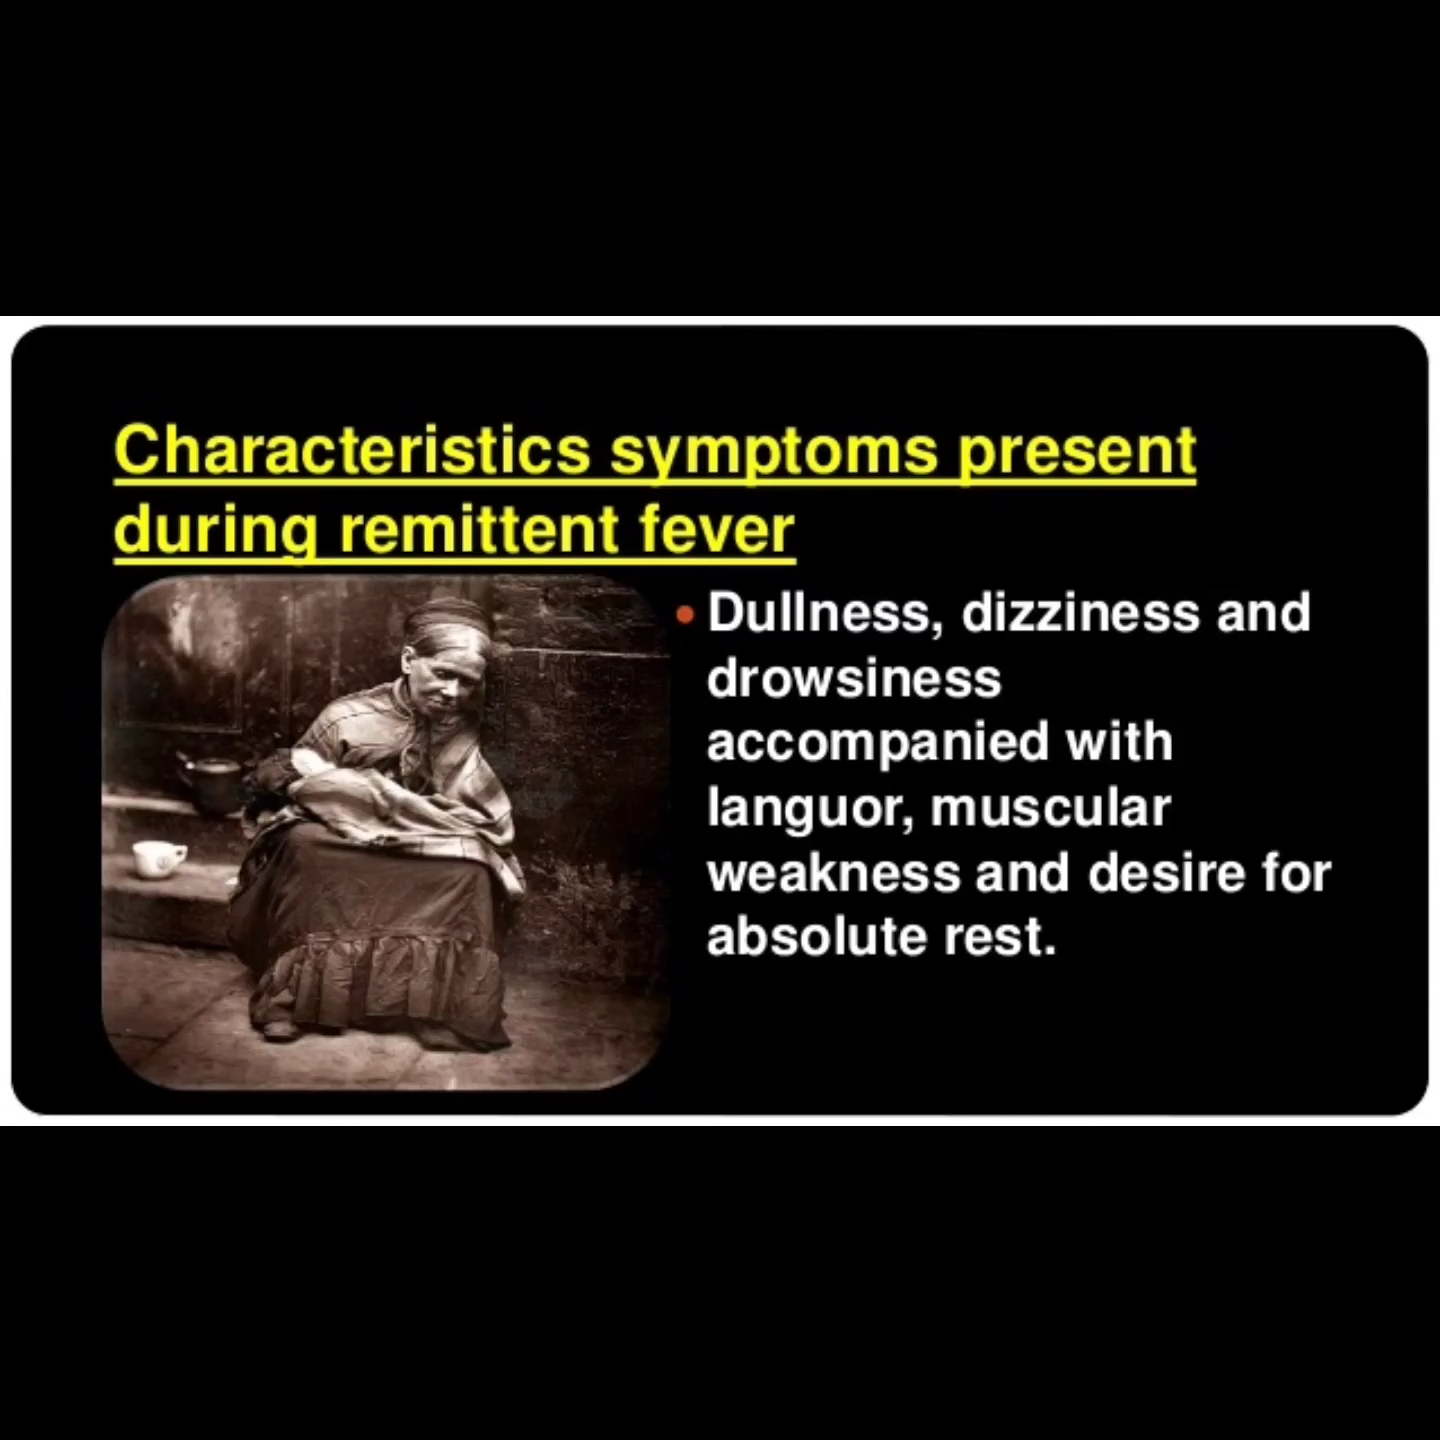 Characteristics symptoms present
during remittent fever
Dullness, dizziness and
drowsiness
accompanied with
languor, muscular
weakness and desire for
absolute rest.